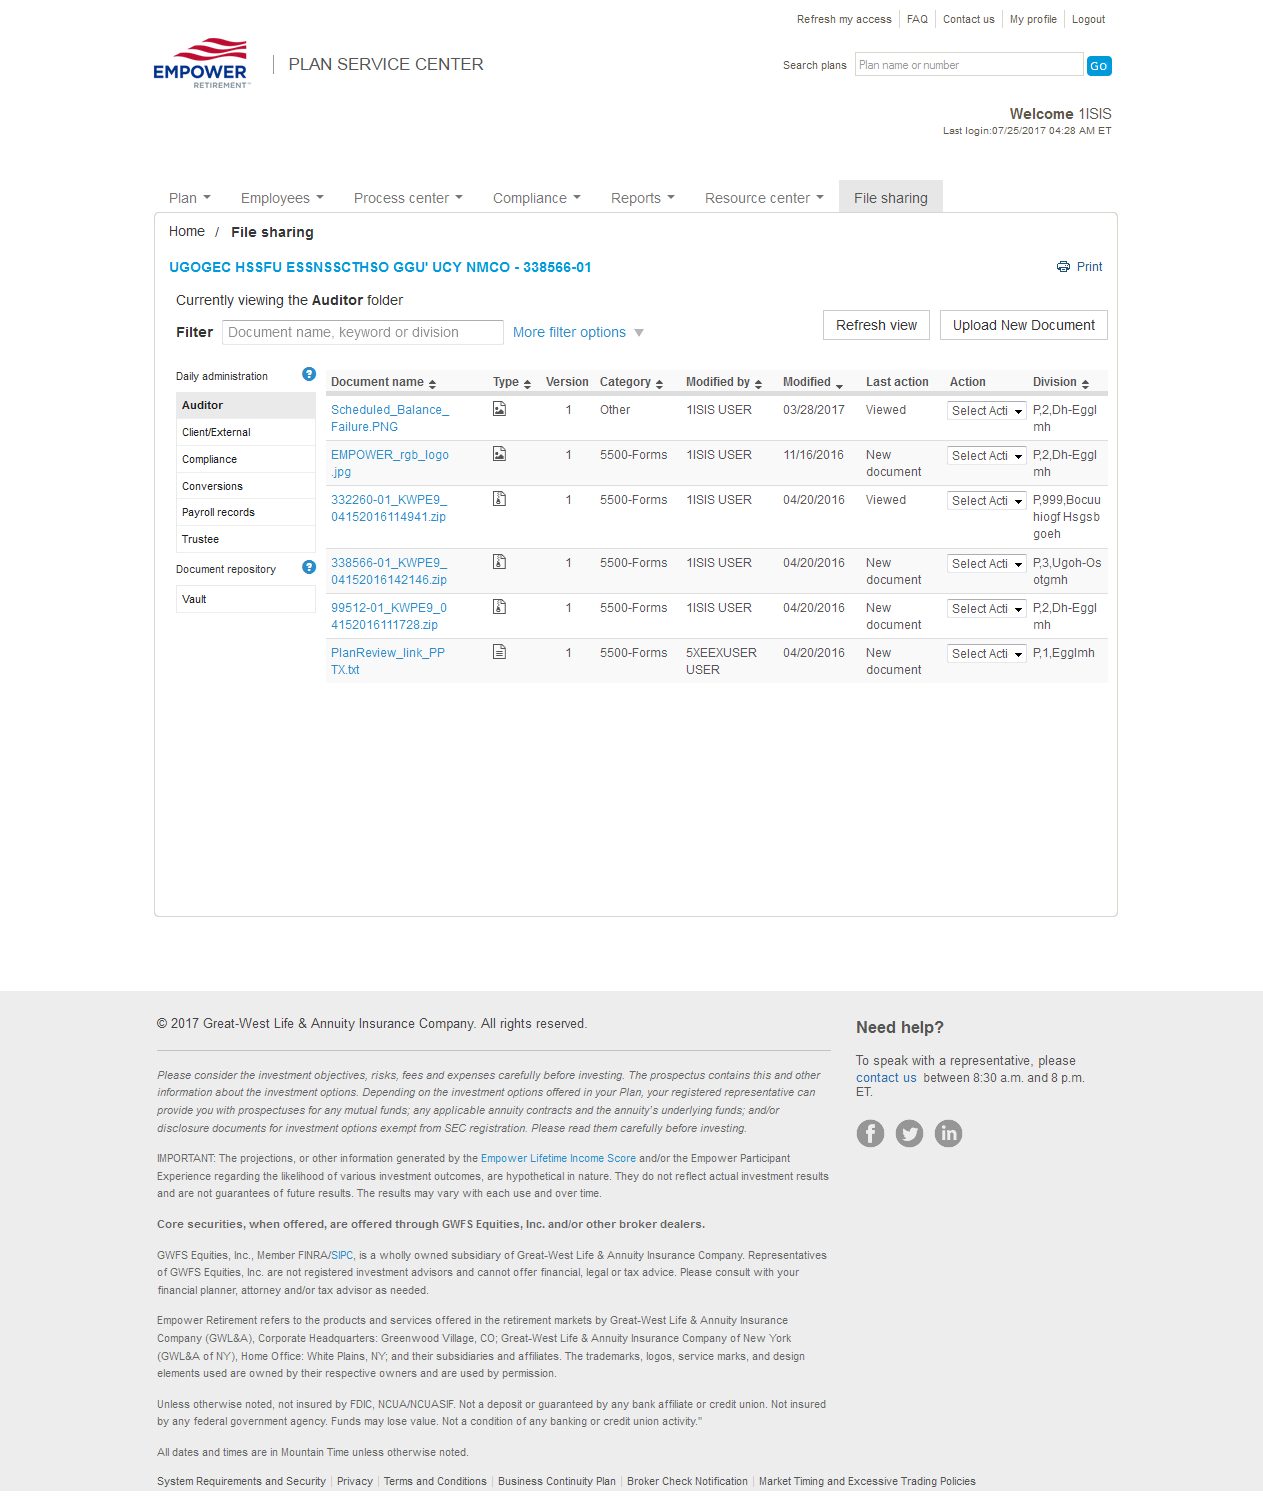 Refresh my access FAQ Contact us My profile Logout
EMPOWER RETIREMENT™ PLAN SERVICE CENTER
Search plans Plan name or number Go
Welcome 1ISIS
Last login:07/25/2017 04:28 AM ET
Plan Employees Process center Compliance Reports Resource center File sharing
Home / File sharing
UGOGEC HSSFU ESSNSSCTHSO GGU' UCY NMCO - 338566-01 Print
Currently viewing the Auditor folder
Filter Document name, keyword or division More filter options Refresh view Upload New Document
Daily administration ?
Auditor
Client/External
Compliance
Conversions
Payroll records
Trustee
Document repository ?
Vault
Document name Type Version Category Modified by Modified Last action Action Division
Scheduled_Balance_ 1 Other 1ISIS USER 03/28/2017 Viewed Select Acti P,2,Dh-Eggl
Failure.PNG mh
EMPOWER_rgb_logo 1 5500-Forms 1ISIS USER 11/16/2016 New Select Acti P,2,Dh-Eggl
.jpg document mh
332260-01_KWPE9_ 1 5500-Forms 1ISIS USER 04/20/2016 Viewed Select Acti P,999,Bocuu
04152016114941.zip hiogf Hsgsb
goeh
338566-01_KWPE9_ 1 5500-Forms 1ISIS USER 04/20/2016 New Select Acti P,3,Ugoh-Os
04152016142146.zip document otgmh
99512-01_KWPE9_0 1 5500-Forms 1ISIS USER 04/20/2016 New Select Acti P,2,Dh-Eggl
4152016111728.zip document mh
PlanReview_link_PP 1 5500-Forms 5XEEXUSER 04/20/2016 New Select Acti P,1,Egglmh
TX.txt USER document
© 2017 Great-West Life & Annuity Insurance Company. All rights reserved.
Please consider the investment objectives, risks, fees and expenses carefully before investing. The prospectus contains this and other
information about the investment options. Depending on the investment options offered in your Plan, your registered representative can
provide you with prospectuses for any mutual funds; any applicable annuity contracts and the annuity's underlying funds; and/or
disclosure documents for investment options exempt from SEC registration. Please read them carefully before investing.
IMPORTANT: The projections, or other information generated by the Empower Lifetime Income Score and/or the Empower Participant
Experience regarding the likelihood of various investment outcomes, are hypothetical in nature. They do not reflect actual investment results
and are not guarantees of future results. The results may vary with each use and over time.
Core securities, when offered, are offered through GWFS Equities, Inc. and/or other broker dealers.
GWFS Equities, Inc., Member FINRA/SIPC, is a wholly owned subsidiary of Great-West Life & Annuity Insurance Company. Representatives
of GWFS Equities, Inc. are not registered investment advisors and cannot offer financial, legal or tax advice. Please consult with your
financial planner, attorney and/or tax advisor as needed.
Empower Retirement refers to the products and services offered in the retirement markets by Great-West Life & Annuity Insurance
Company (GWL&A), Corporate Headquarters: Greenwood Village, CO; Great-West Life & Annuity Insurance Company of New York
(GWL&A of NY), Home Office: White Plains, NY; and their subsidiaries and affiliates. The trademarks, logos, service marks, and design
elements used are owned by their respective owners and are used by permission.
Unless otherwise noted, not insured by FDIC, NCUA/NCUASIF. Not a deposit or guaranteed by any bank affiliate or credit union. Not insured
by any federal government agency. Funds may lose value. Not a condition of any banking or credit union activity."
All dates and times are in Mountain Time unless otherwise noted.
System Requirements and Security Privacy Terms and Conditions Business Continuity Plan Broker Check Notification Market Timing and Excessive Trading Policies
Need help?
To speak with a representative, please
contact us between 8:30 a.m. and 8 p.m.
ET.